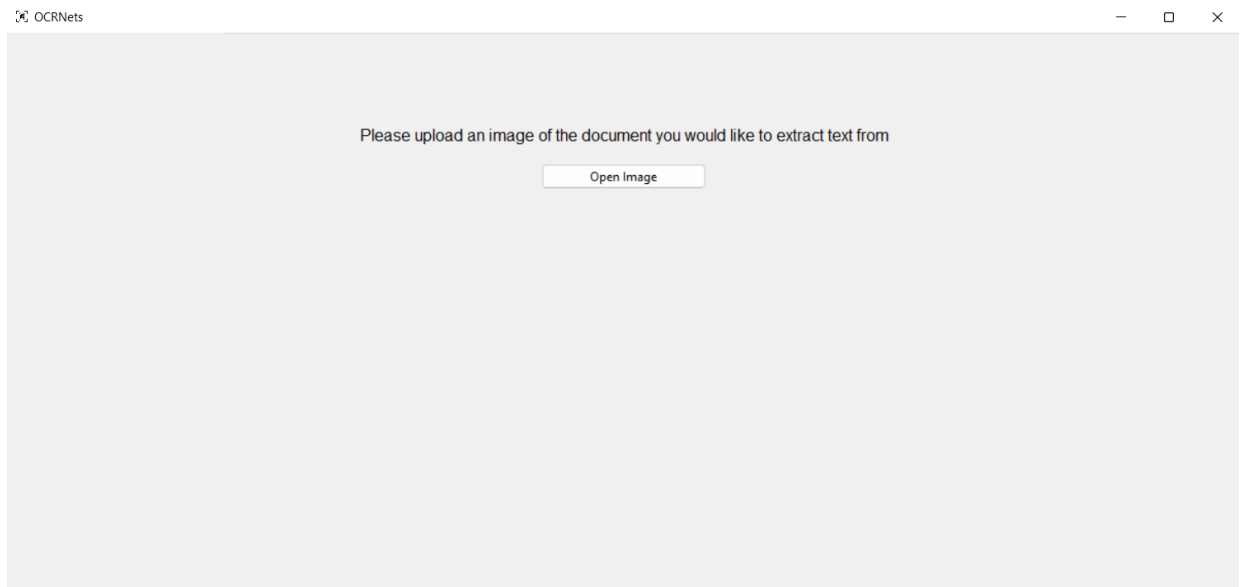 OCRNets
Please upload an image of the document you would like to extract text from
Open Image